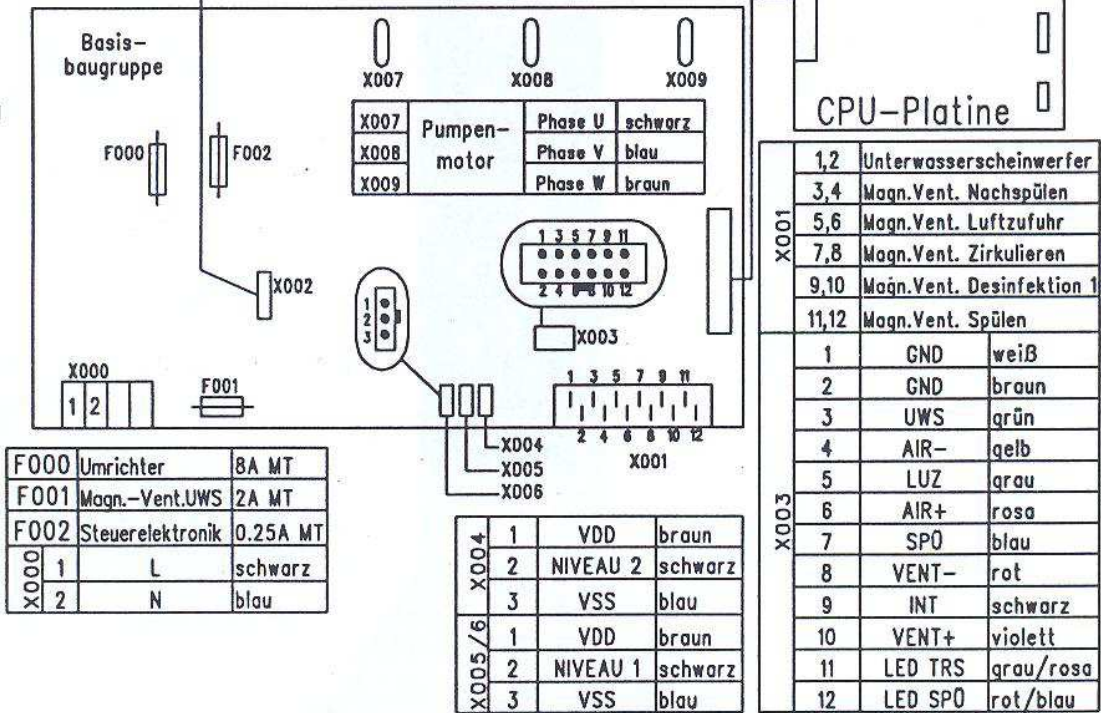 Basis-
baugruppe
X007
X008
X009
F000
F002
X007 Pumpen- Phase U schwarz
X008 motor Phase V blau
X009 Phase W braun
X002
1
2
3
1 3 5 7 9 11
2 4 6 8 10 12
X003
X000
1 2
F001
1 3 5 7 9 11
2 4 6 8 10 12
X001
X004
X005
X006
F000 Umrichter 8A MT
F001 Magn.-Vent.UWS 2A MT
F002 Steuerelektronik 0.25A MT
X000
1 L schwarz
2 N blau
X004
1 VDD braun
2 NIVEAU 2 schwarz
3 VSS blau
X005/6
1 VDD braun
2 NIVEAU 1 schwarz
3 VSS blau
CPU-Platine
X001
1,2 Unterwasserscheinwerfer
3,4 Magn.Vent. Nachspülen
5,6 Magn.Vent. Luftzufuhr
7,8 Magn.Vent. Zirkulieren
9,10 Magn.Vent. Desinfektion 1
11,12 Magn.Vent. Spülen
X003
1 GND weiß
2 GND braun
3 UWS grün
4 AIR- gelb
5 LUZ grau
6 AIR+ rosa
7 SPÜ blau
8 VENT- rot
9 INT schwarz
10 VENT+ violett
11 LED TRS grau/rosa
12 LED SPÜ rot/blau